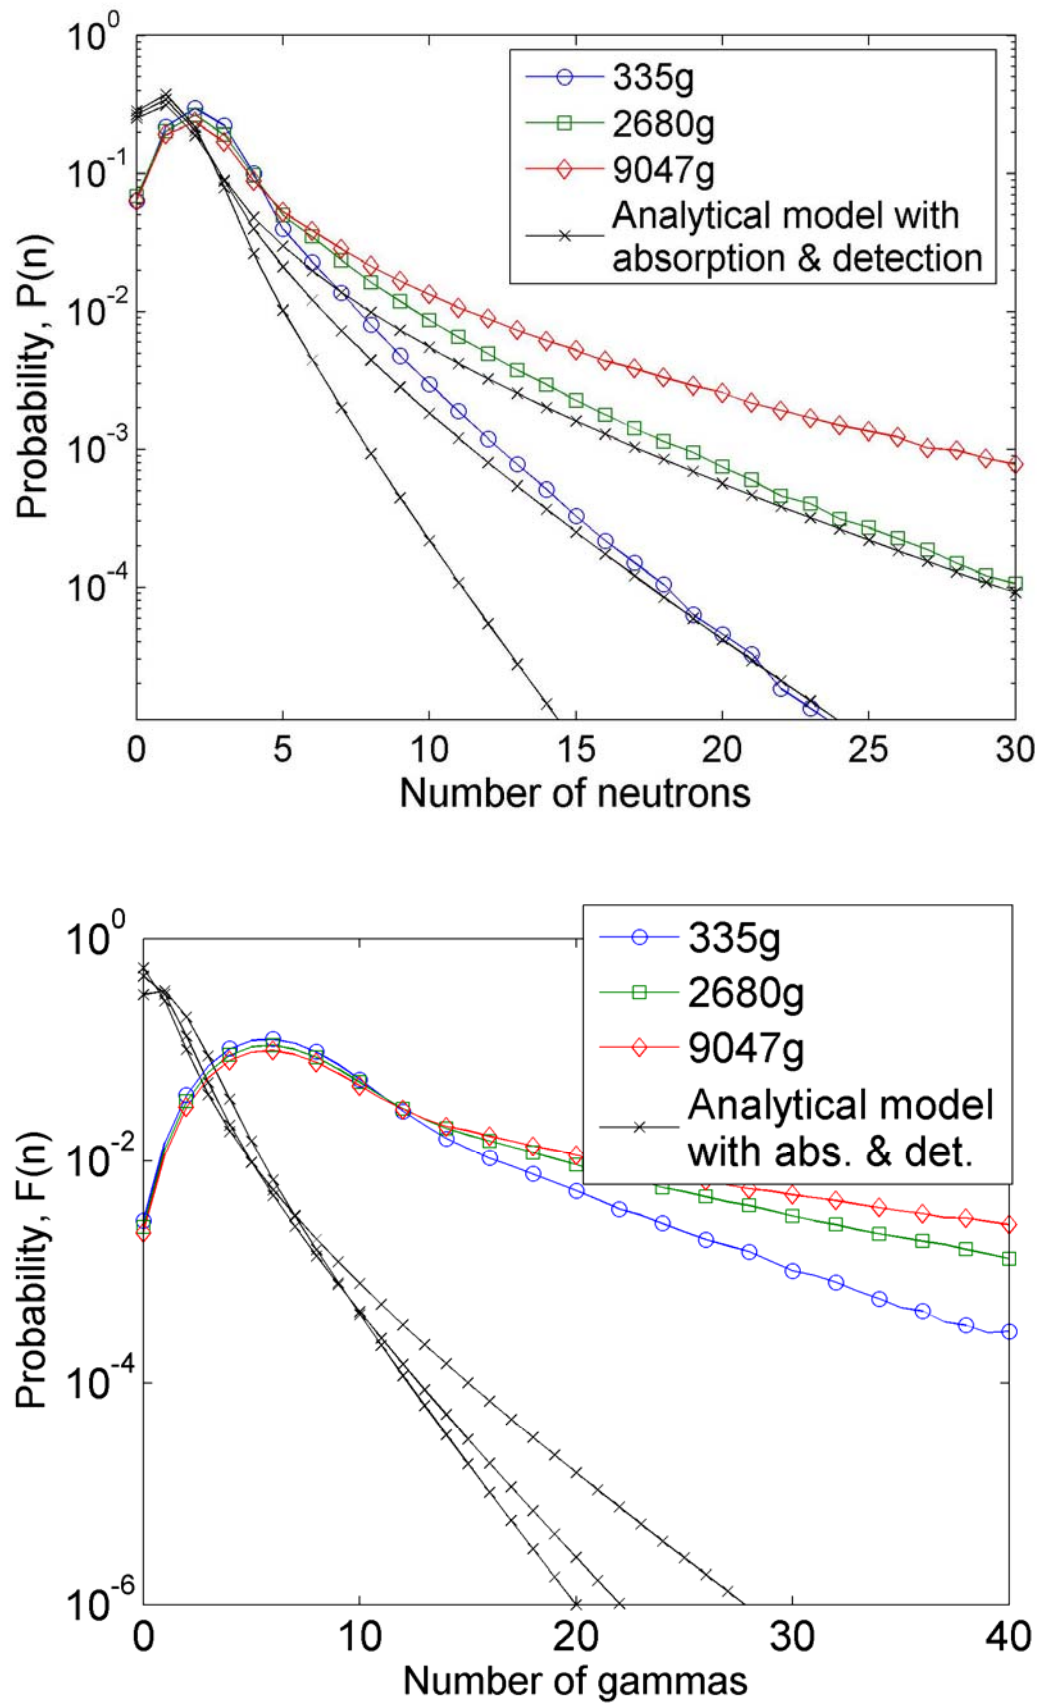 10^0
335g
2680g
9047g
Analytical model with
absorption & detection
10^-1
10^-2
10^-3
10^-4
Probability, P(n)
0 5 10 15 20 25 30
Number of neutrons
10^0
335g
2680g
9047g
Analytical model
with abs. & det.
10^-2
10^-4
10^-6
Probability, F(n)
0 10 20 30 40
Number of gammas